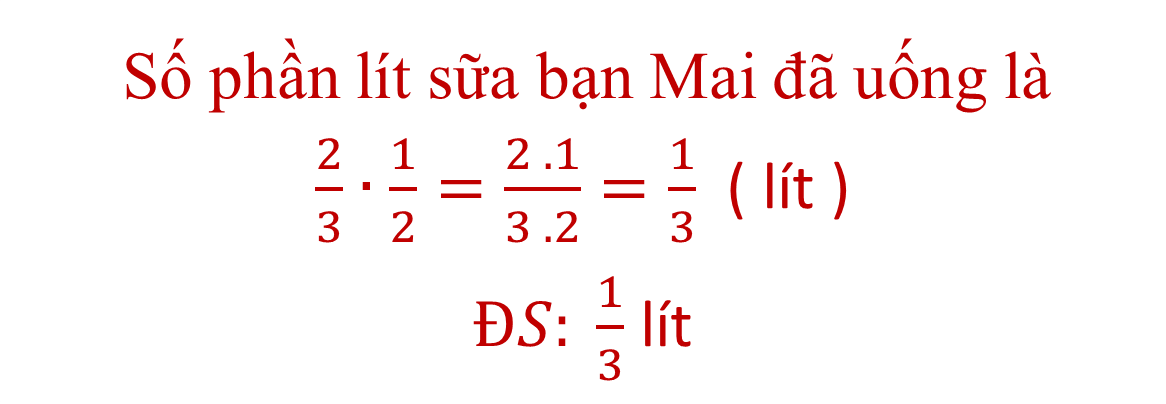 Số phần lít sữa bạn Mai đã uống là
2/3 · 1/2 = 2 .1/3 .2 = 1/3 ( lít )
ĐS: 1/3 lít